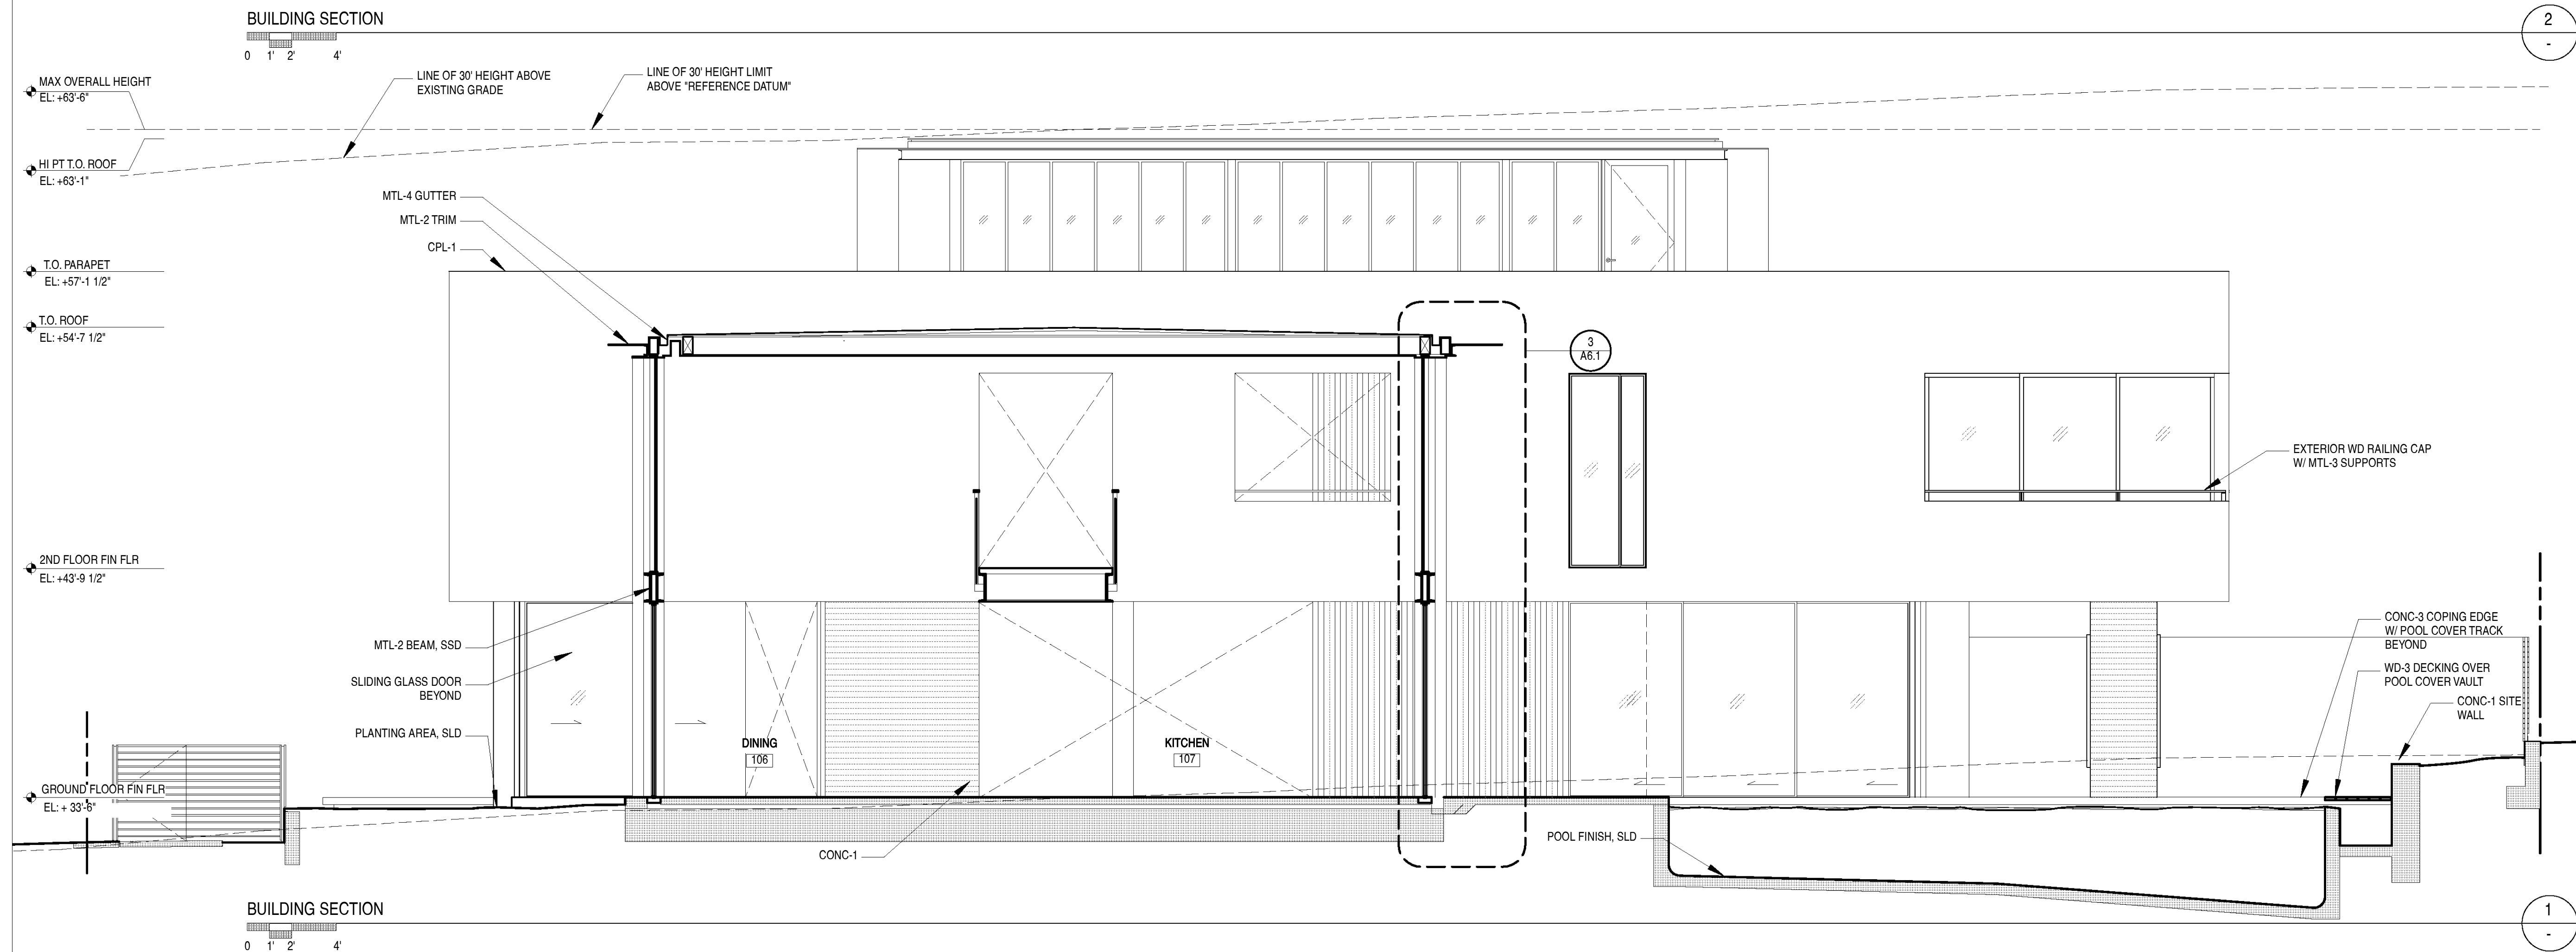 BUILDING SECTION
0 1' 2' 4'
2
-
MAX OVERALL HEIGHT
EL: +63'-6"
LINE OF 30' HEIGHT ABOVE
EXISTING GRADE
LINE OF 30' HEIGHT LIMIT
ABOVE "REFERENCE DATUM"
HI PT T.O. ROOF
EL: +63'-1"
MTL-4 GUTTER
MTL-2 TRIM
CPL-1
T.O. PARAPET
EL: +57'-1 1/2"
T.O. ROOF
EL: +54'-7 1/2"
3
A6.1
EXTERIOR WD RAILING CAP
W/ MTL-3 SUPPORTS
2ND FLOOR FIN FLR
EL: +43'-9 1/2"
MTL-2 BEAM, SSD
SLIDING GLASS DOOR
BEYOND
PLANTING AREA, SLD
DINING
106
KITCHEN
107
CONC-3 COPING EDGE
W/ POOL COVER TRACK
BEYOND
WD-3 DECKING OVER
POOL COVER VAULT
CONC-1 SITE
WALL
GROUND FLOOR FIN FLR
EL: + 33'-6"
CONC-1
POOL FINISH, SLD
BUILDING SECTION
0 1' 2' 4'
1
-